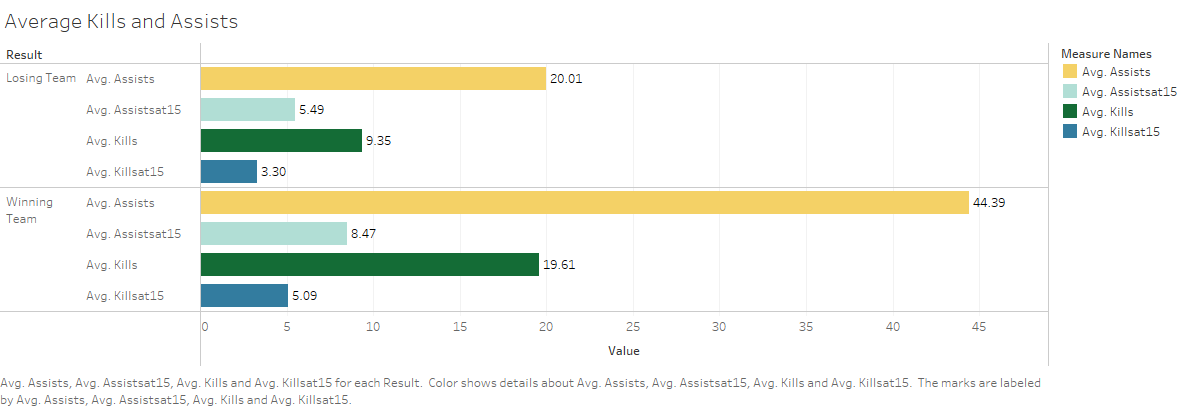 Average Kills and Assists
Result
Measure Names
Losing Team Avg. Assists 20.01
Avg. Assists
Avg. Assistsat15 5.49
Avg. Assistsat15
Avg. Kills 9.35
Avg. Kills
Avg. Killsat15 3.30
Avg. Killsat15
Winning
Team
Avg. Assists 44.39
Avg. Assistsat15 8.47
Avg. Kills 19.61
Avg. Killsat15 5.09
0 5 10 15 20 25 30 35 40 45
Value
Avg. Assists, Avg. Assistsat15, Avg. Kills and Avg. Killsat15 for each Result.  Color shows details about Avg. Assists, Avg. Assistsat15, Avg. Kills and Avg. Killsat15.  The marks are labeled
by Avg. Assists, Avg. Assistsat15, Avg. Kills and Avg. Killsat15.